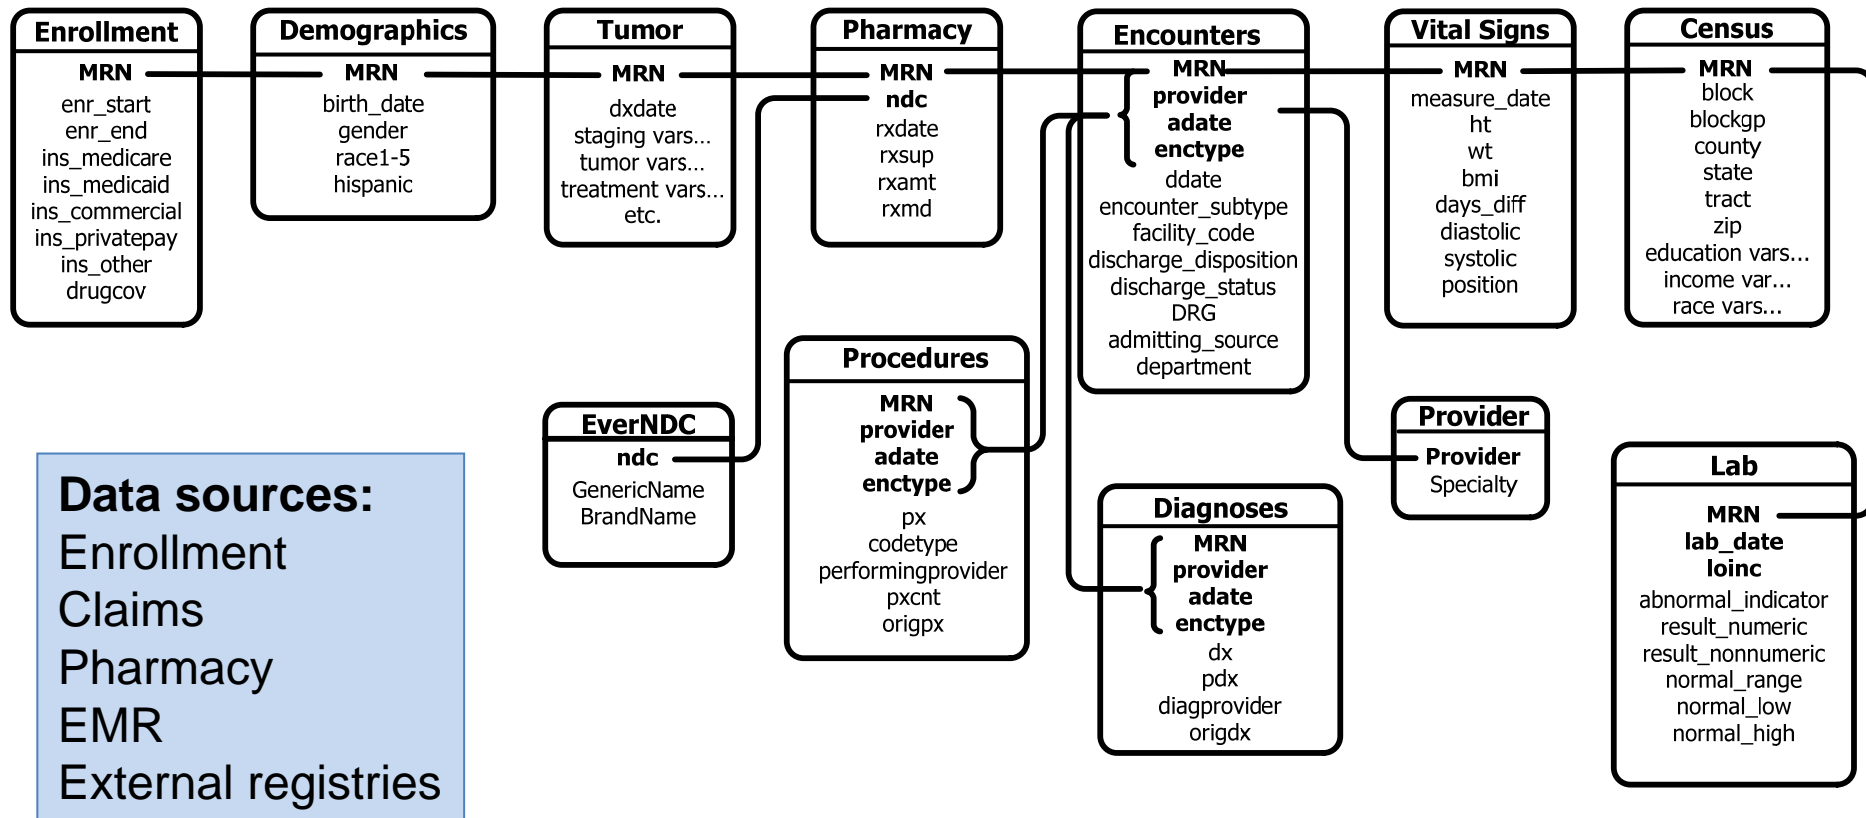 Enrollment
MRN
enr_start
enr_end
ins_medicare
ins_medicaid
ins_commercial
ins_privatepay
ins_other
drugcov
Demographics
MRN
birth_date
gender
race1-5
hispanic
Tumor
MRN
dxdate
staging vars...
tumor vars...
treatment vars...
etc.
Pharmacy
MRN
ndc
rxdate
rxsup
rxamt
rxmd
Encounters
MRN
provider
adate
enctype
ddate
encounter_subtype
facility_code
discharge_disposition
discharge_status
DRG
admitting_source
department
Vital Signs
MRN
measure_date
ht
wt
bmi
days_diff
diastolic
systolic
position
Census
MRN
block
blockgp
county
state
tract
zip
education vars...
income var...
race vars...
EverNDC
ndc
GenericName
BrandName
Procedures
MRN
provider
adate
enctype
px
codetype
performingprovider
pxcnt
origpx
Diagnoses
MRN
provider
adate
enctype
dx
pdx
diagprovider
origdx
Provider
Provider
Specialty
Lab
MRN
lab_date
loinc
abnormal_indicator
result_numeric
result_nonnumeric
normal_range
normal_low
normal_high
Data sources:
Enrollment
Claims
Pharmacy
EMR
External registries